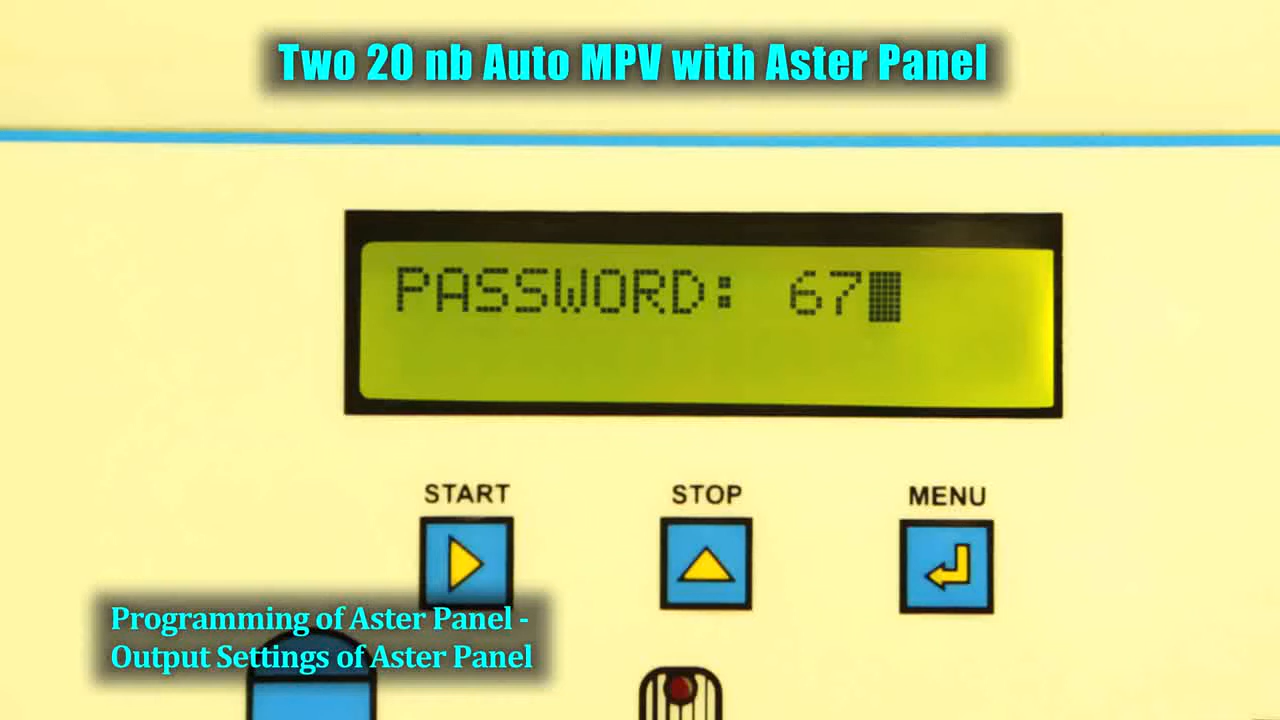 Two 20 nb Auto MPV with Aster Panel
PASSWORD: 67
START STOP MENU
Programming of Aster Panel -
Output Settings of Aster Panel